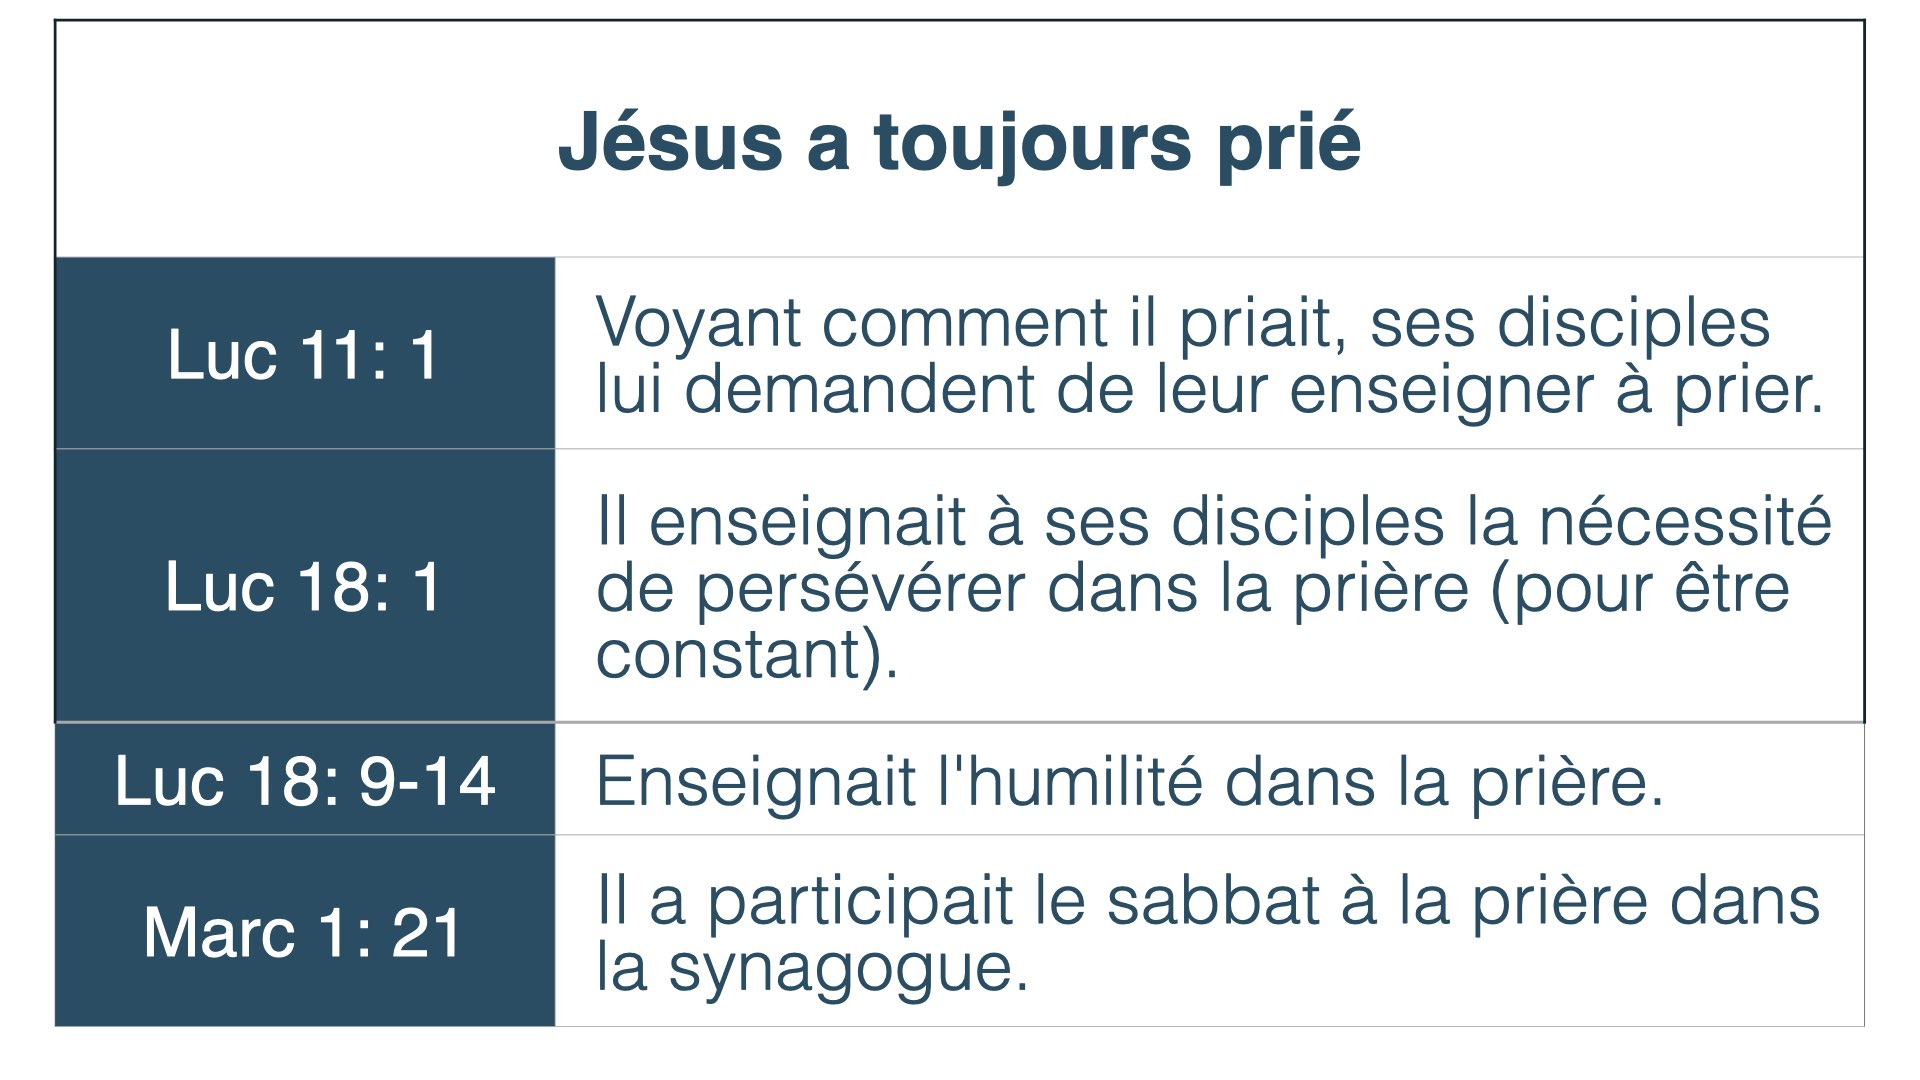 Jésus a toujours prié
Luc 11: 1
Voyant comment il priait, ses disciples
lui demandent de leur enseigner à prier.
Luc 18: 1
Il enseignait à ses disciples la nécessité
de persévérer dans la prière (pour être
constant).
Luc 18: 9-14
Enseignait l'humilité dans la prière.
Marc 1: 21
Il a participait le sabbat à la prière dans
la synagogue.